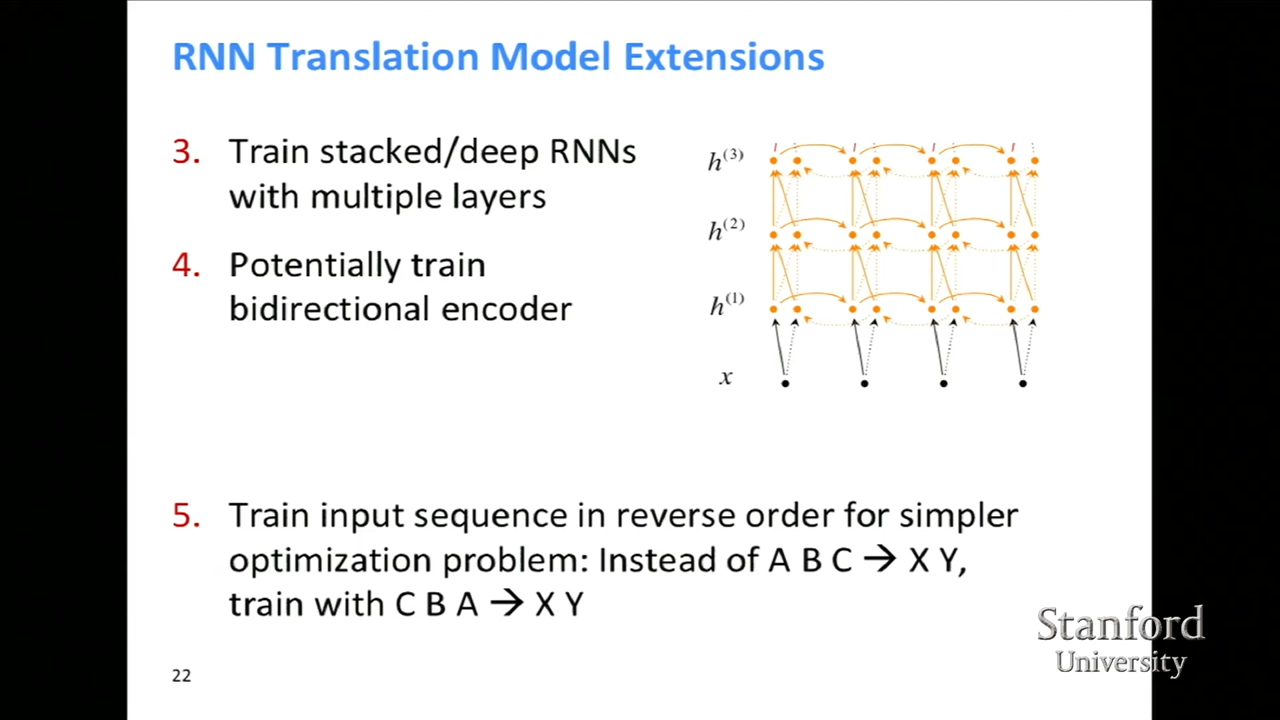 RNN Translation Model Extensions
3. Train stacked/deep RNNs
with multiple layers
4. Potentially train
bidirectional encoder
h(3)
h(2)
h(1)
x
5. Train input sequence in reverse order for simpler
optimization problem: Instead of A B C → X Y,
train with C B A → X Y
Stanford
University
22